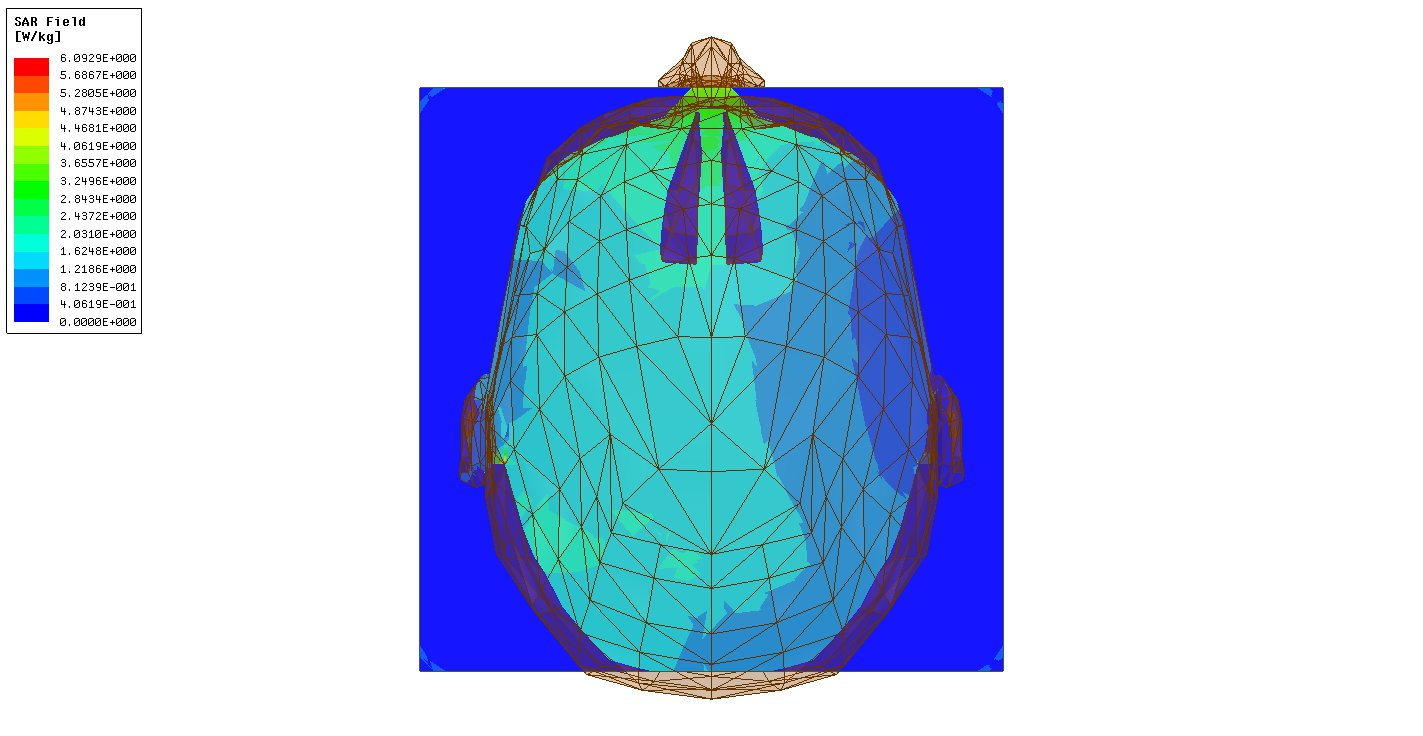 SAR Field
[W/kg]
6.0929E+000
5.6867E+000
5.2805E+000
4.8743E+000
4.4681E+000
4.0619E+000
3.6557E+000
3.2496E+000
2.8434E+000
2.4372E+000
2.0310E+000
1.6248E+000
1.2186E+000
8.1239E-001
4.0619E-001
0.0000E+000